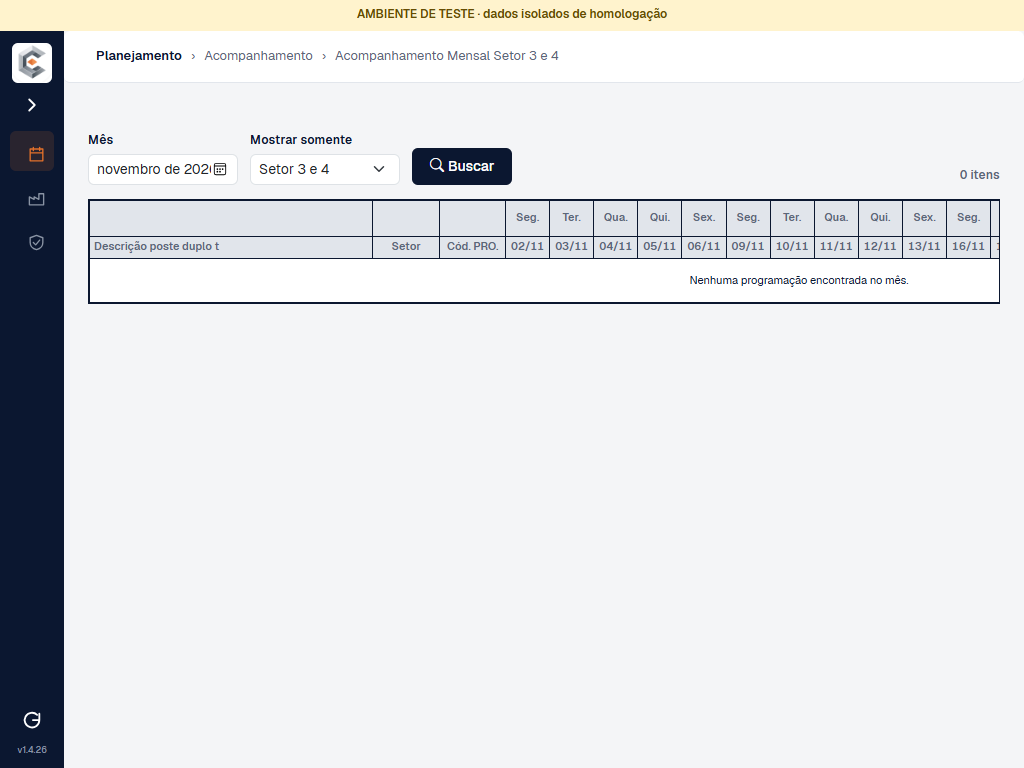 AMBIENTE DE TESTE · dados isolados de homologação
Planejamento › Acompanhamento › Acompanhamento Mensal Setor 3 e 4
Mês
Mostrar somente
novembro de 202
Setor 3 e 4
Buscar
0 itens
Seg. Ter. Qua. Qui. Sex. Seg. Ter. Qua. Qui. Sex. Seg.
Descrição poste duplo t Setor Cód. PRO. 02/11 03/11 04/11 05/11 06/11 09/11 10/11 11/11 12/11 13/11 16/11
Nenhuma programação encontrada no mês.
v1.4.26